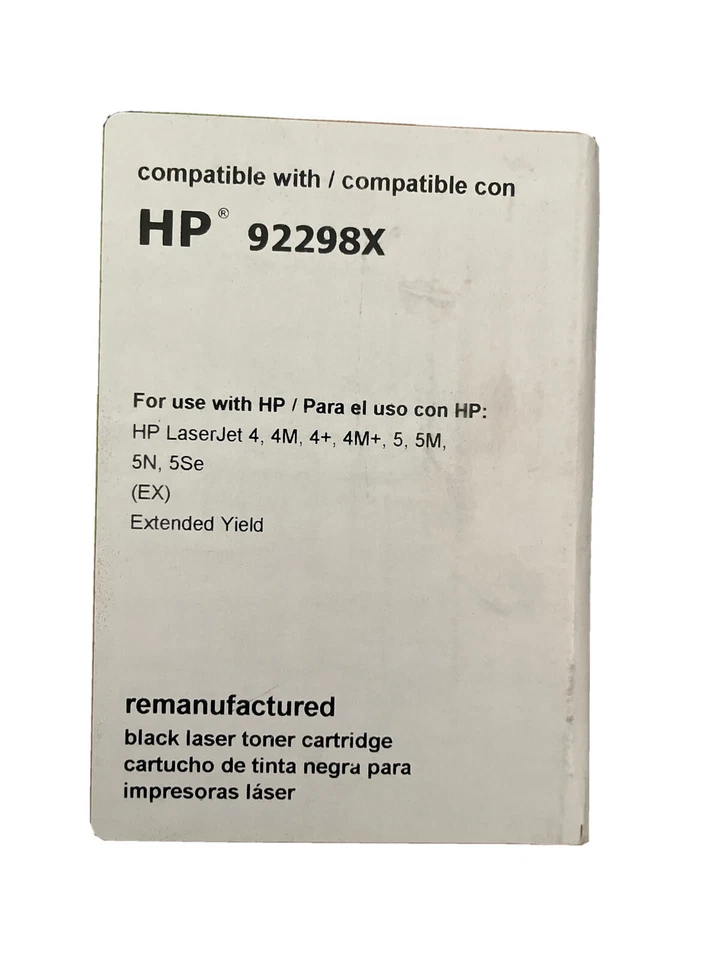 compatible with / compatible con
HP® 92298X
For use with HP / Para el uso con HP:
HP LaserJet 4, 4M, 4+, 4M+, 5, 5M,
5N, 5Se
(EX)
Extended Yield
remanufactured
black laser toner cartridge
cartucho de tinta negra para
impresoras láser